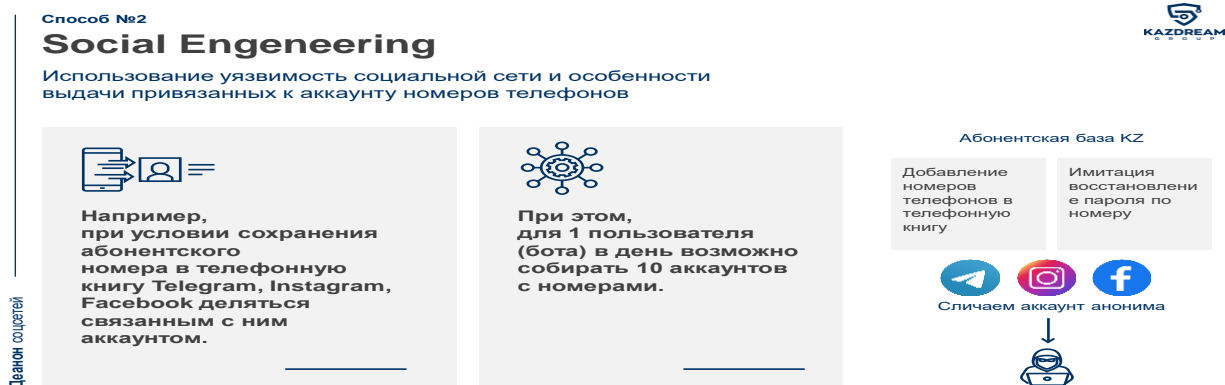 Способ №2
Social Engeneering
Использование уязвимость социальной сети и особенности
выдачи привязанных к аккаунту номеров телефонов
KAZDREAM
GROUP
Например,
при условии сохранения
абонентского
номера в телефонную
книгу Telegram, Instagram,
Facebook деляться
связанным с ним
аккаунтом.
При этом,
для 1 пользователя
(бота) в день возможно
собирать 10 аккаунтов
с номерами.
Абонентская база KZ
Добавление
номеров
телефонов в
телефонную
книгу
Имитация
восстановлени
е пароля по
номеру
Сличаем аккаунт анонима
Деанон соцсетей